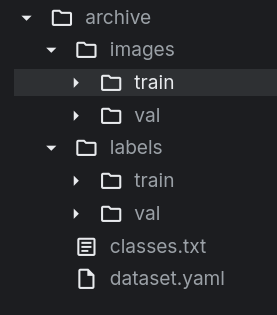 archive
images
train
val
labels
train
val
classes.txt
dataset.yaml